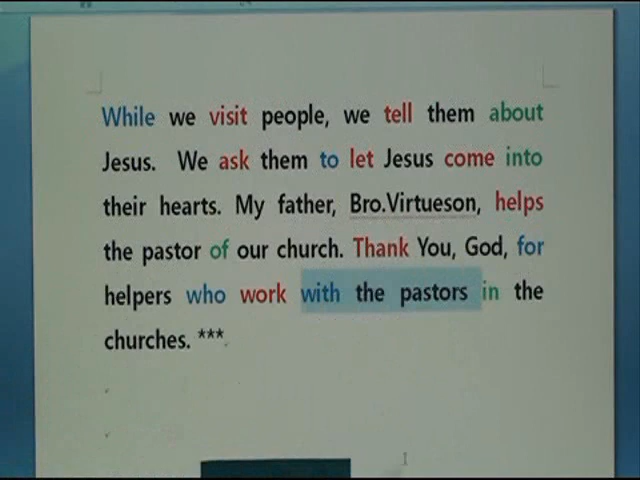 While we visit people, we tell them about
Jesus. We ask them to let Jesus come into
their hearts. My father, Bro.Virtueson, helps
the pastor of our church. Thank You, God, for
helpers who work with the pastors in the
churches. ***